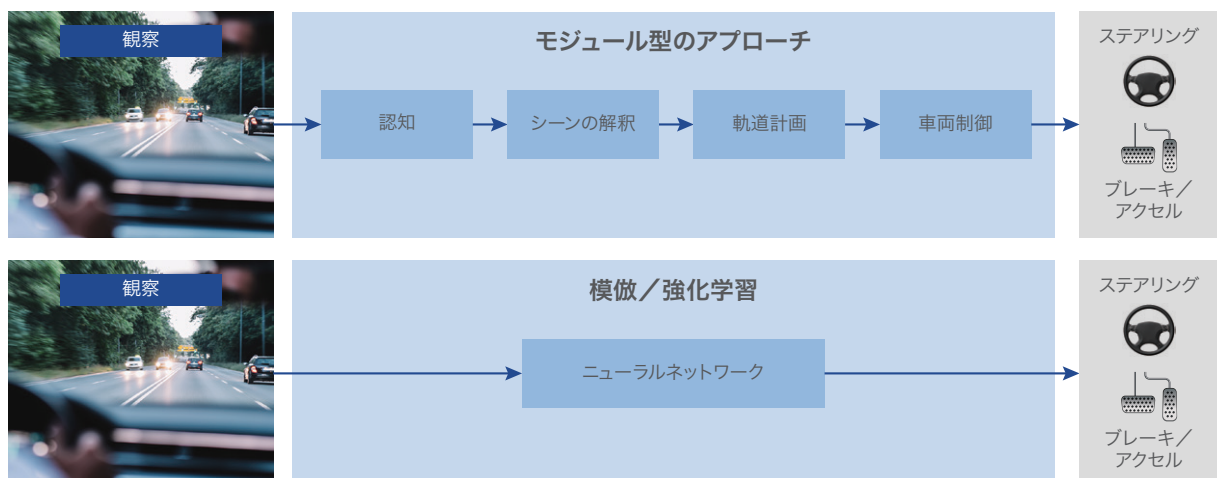 観察
モジュール型のアプローチ
認知
シーンの解釈
軌道計画
車両制御
ステアリング
ブレーキ／
アクセル
観察
模倣／強化学習
ニューラルネットワーク
ステアリング
ブレーキ／
アクセル